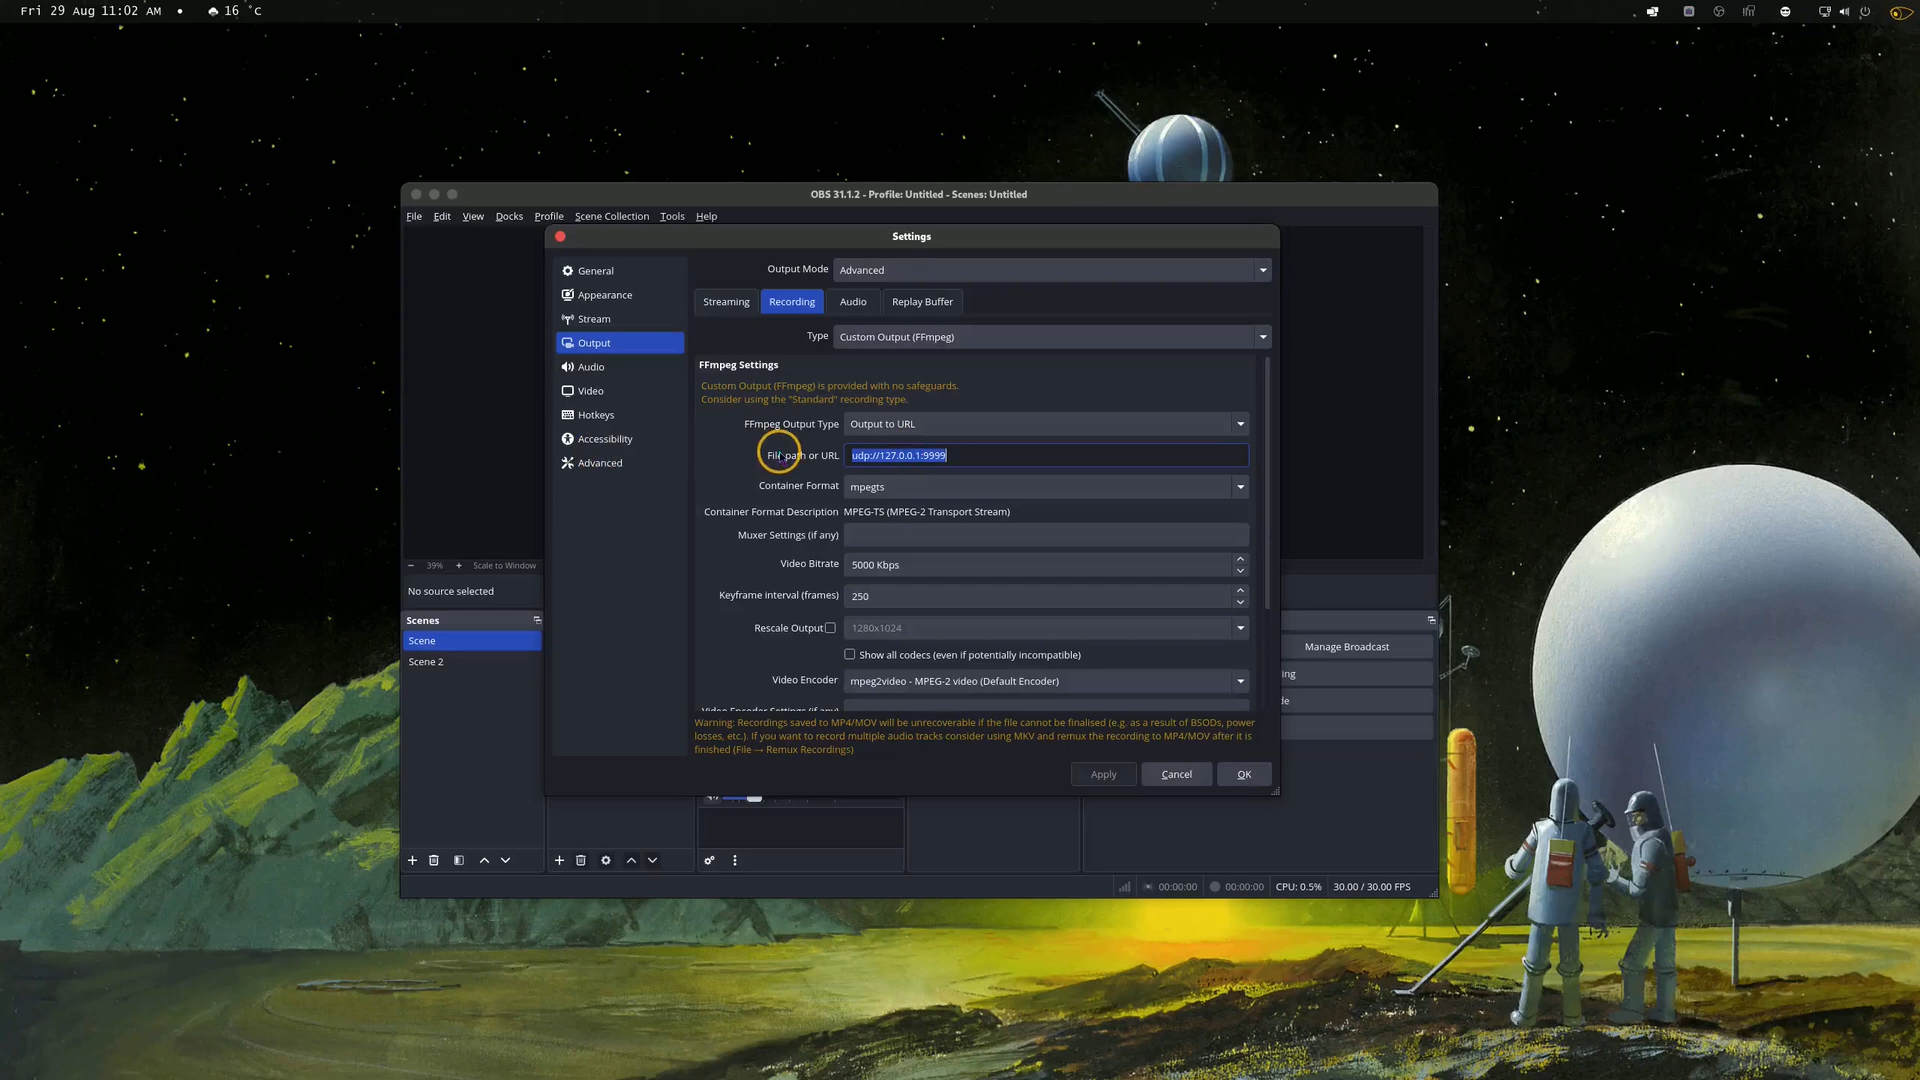 Fri 29 Aug 11:02 AM • 16 °C
OBS 31.1.2 - Profile: Untitled - Scenes: Untitled
File Edit View Docks Profile Scene Collection Tools Help
Settings
General
Appearance
Stream
Output
Audio
Video
Hotkeys
Accessibility
Advanced
Output Mode Advanced
Streaming Recording Audio Replay Buffer
Type Custom Output (FFmpeg)
FFmpeg Settings
Custom Output (FFmpeg) is provided with no safeguards.
Consider using the "Standard" recording type.
FFmpeg Output Type Output to URL
File path or URL udp://127.0.0.1:9999
Container Format mpegts
Container Format Description MPEG-TS (MPEG-2 Transport Stream)
Muxer Settings (if any)
Video Bitrate 5000 Kbps
Keyframe interval (frames) 250
Rescale Output 1280x1024
Show all codecs (even if potentially incompatible)
Video Encoder mpeg2video - MPEG-2 video (Default Encoder)
Video Encoder Settings (if any)
Warning: Recordings saved to MP4/MOV will be unrecoverable if the file cannot be finalised (e.g. as a result of BSODs, power
losses, etc.). If you want to record multiple audio tracks consider using MKV and remux the recording to MP4/MOV after it is
finished (File → Remux Recordings)
Apply Cancel OK
39% Scale to Window
No source selected
Scenes
Scene
Scene 2
Manage Broadcast
ing
de
00:00:00 00:00:00 CPU: 0.5% 30.00 / 30.00 FPS